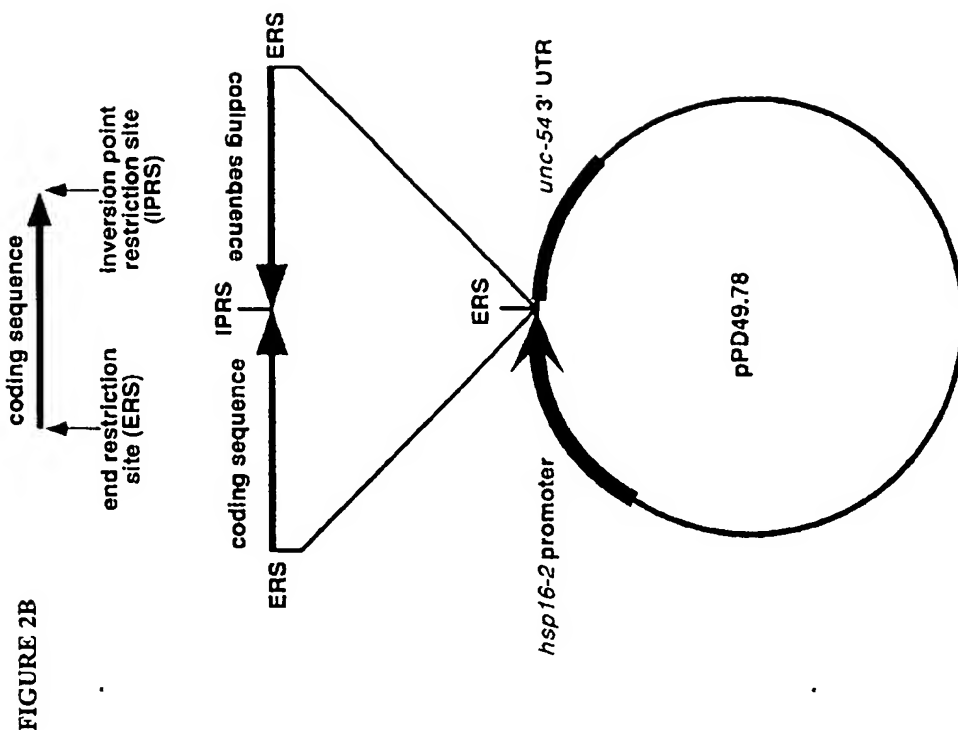 FIGURE 2B
coding sequence
end restriction
site (ERS)
inversion point
restriction site
(IPRS)
IPRS
coding sequence
coding sequence
ERS
ERS
ERS
hsp16-2 promoter
unc-54 3' UTR
pPD49.78